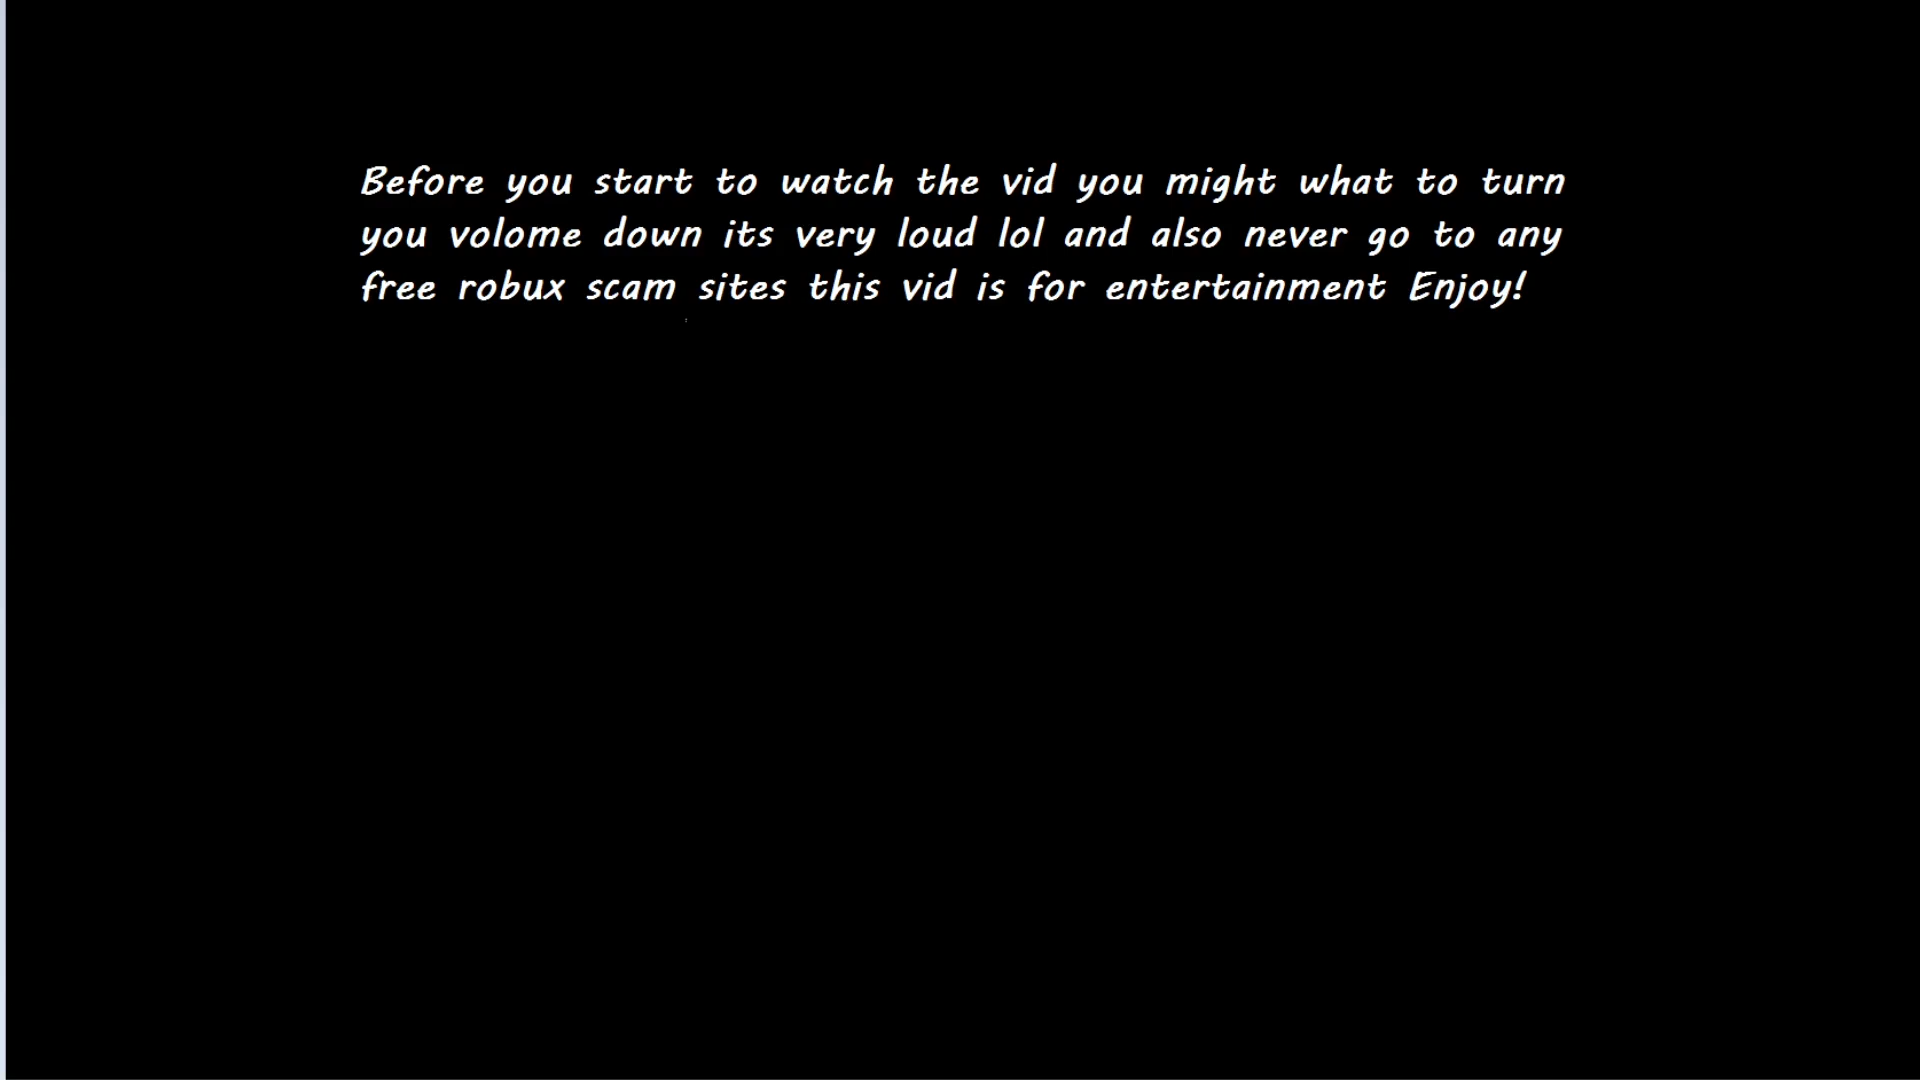 Before you start to watch the vid you might what to turn
you volome down its very loud lol and also never go to any
free robux scam sites this vid is for entertainment Enjoy!